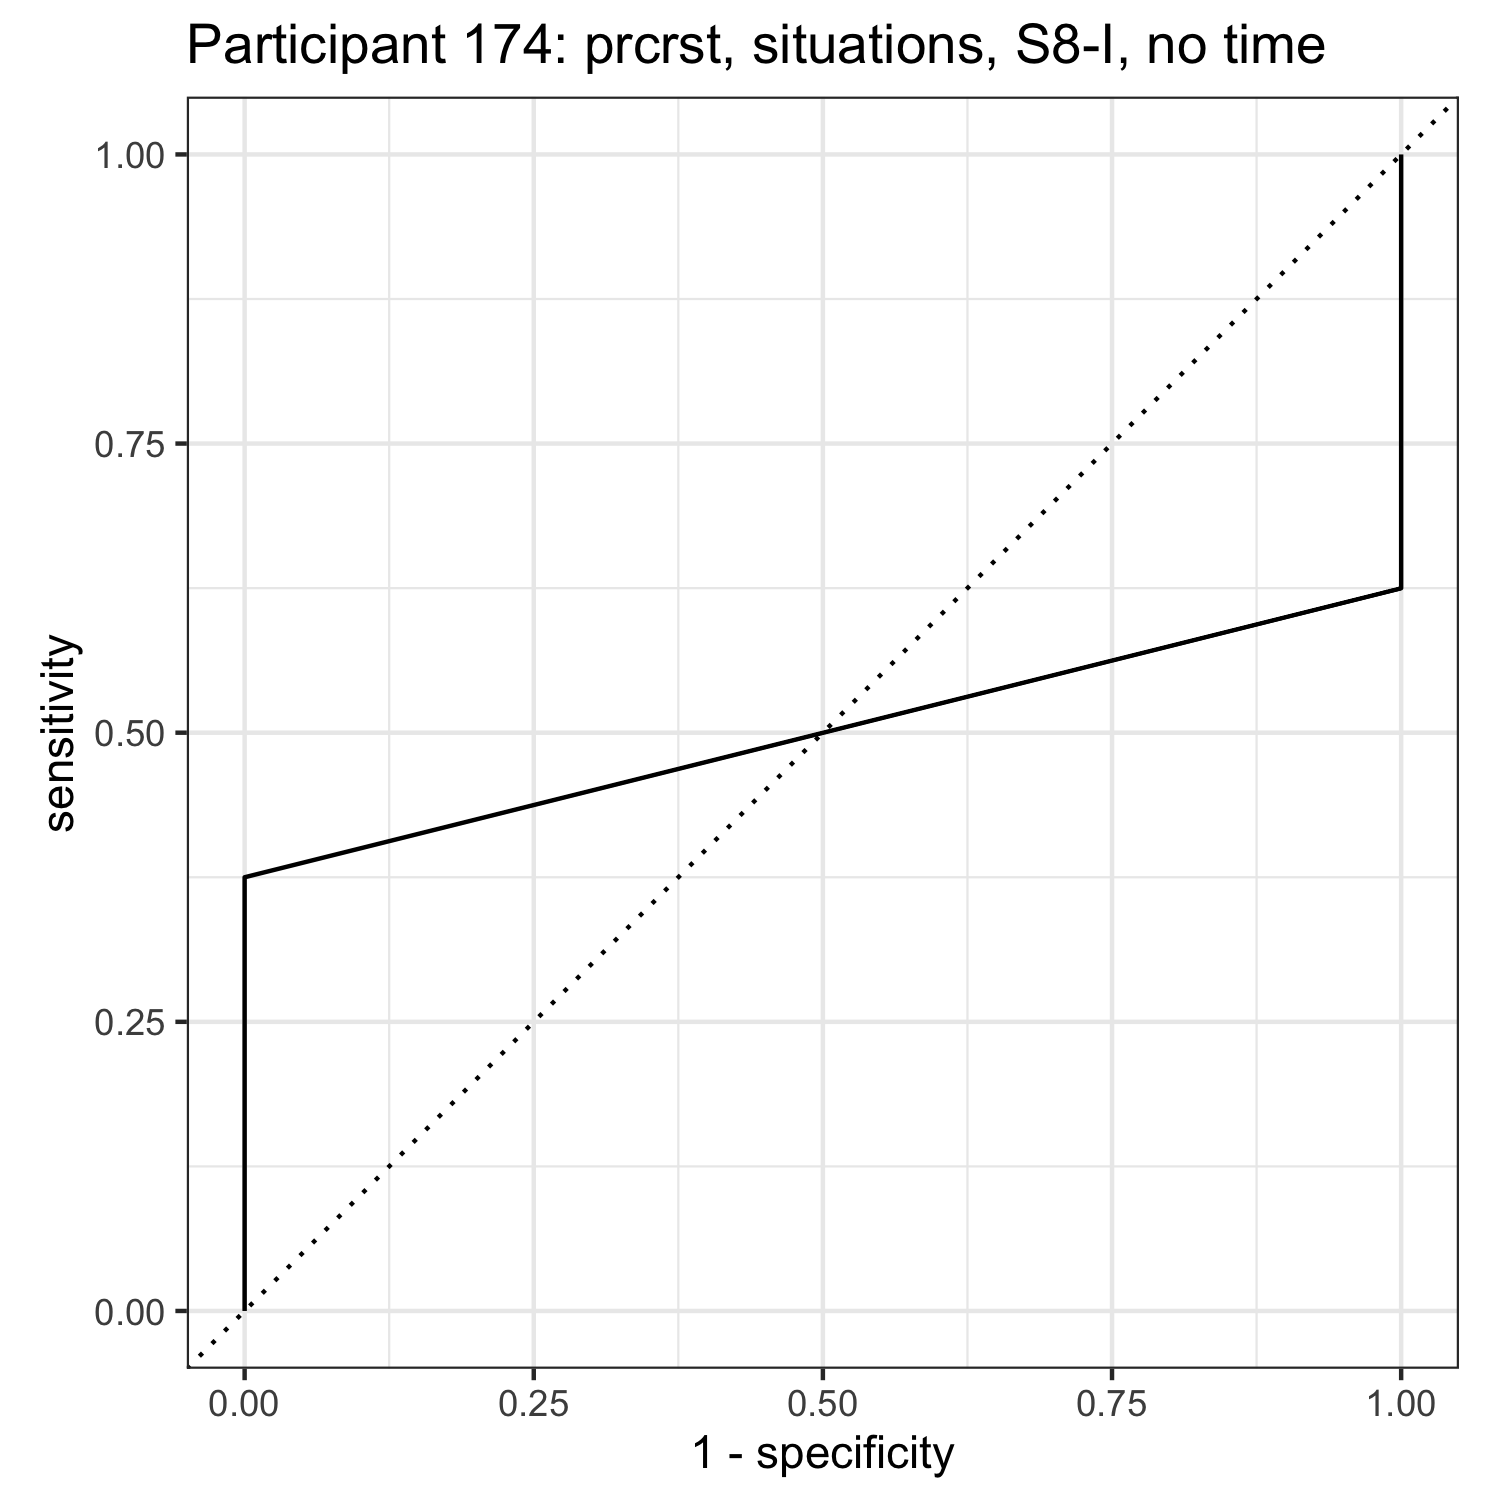 Participant 174: prcrst, situations, S8-I, no time
1.00
0.75
0.50
0.25
0.00
sensitivity
0.00 0.25 0.50 0.75 1.00
1 - specificity